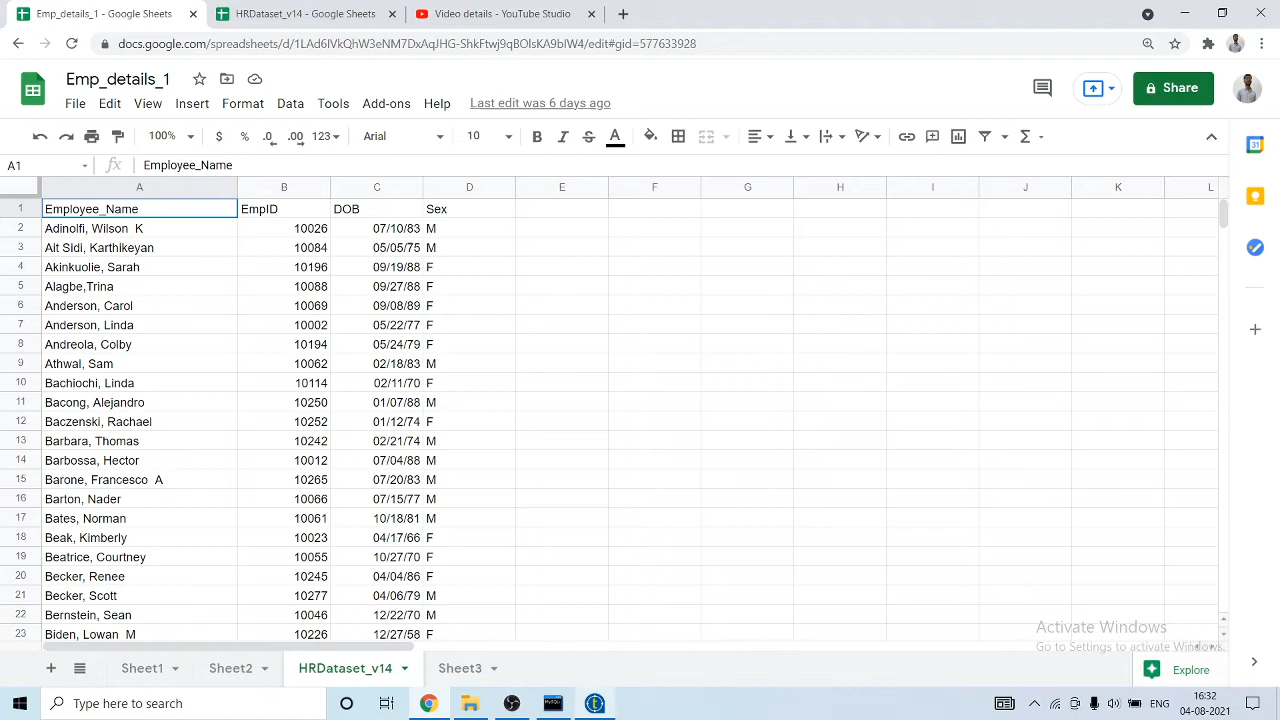 Emp_details_1 - Google Sheets × HRDataset_v14 - Google Sheets × Video details - YouTube Studio × +
docs.google.com/spreadsheets/d/1LAd6IVkQhW3eNM7DxAjHG-ShkFtwj9qBOlsKA9blW4/edit#gid=577633928
Emp_details_1
File Edit View Insert Format Data Tools Add-ons Help Last edit was 6 days ago
Share
100% $ % .0 .00 123 Arial 10 B I S A
A1 fx Employee_Name
A B C D E F G H I J K L
1 Employee_Name EmpID DOB Sex
2 Adinolfi, Wilson K 10026 07/10/83 M
3 Ait Sidi, Karthikeyan 10084 05/05/75 M
4 Akinkuolie, Sarah 10196 09/19/88 F
5 Alagbe,Trina 10088 09/27/88 F
6 Anderson, Carol 10069 09/08/89 F
7 Anderson, Linda 10002 05/22/77 F
8 Andreola, Colby 10194 05/24/79 F
9 Athwal, Sam 10062 02/18/83 M
10 Bachiochi, Linda 10114 02/11/70 F
11 Bacong, Alejandro 10250 01/07/88 M
12 Baczenski, Rachael 10252 01/12/74 F
13 Barbara, Thomas 10242 02/21/74 M
14 Barbossa, Hector 10012 07/04/88 M
15 Barone, Francesco A 10265 07/20/83 M
16 Barton, Nader 10066 07/15/77 M
17 Bates, Norman 10061 10/18/81 M
18 Beak, Kimberly 10023 04/17/66 F
19 Beatrice, Courtney 10055 10/27/70 F
20 Becker, Renee 10245 04/04/86 F
21 Becker, Scott 10277 04/06/79 M
22 Bernstein, Sean 10046 12/22/70 M
23 Biden, Lowan M 10226 12/27/58 F
Activate Windows
Go to Settings to activate Windows.
Sheet1 Sheet2 HRDataset_v14 Sheet3 Explore
Type here to search
ENG
16:32
04-08-2021